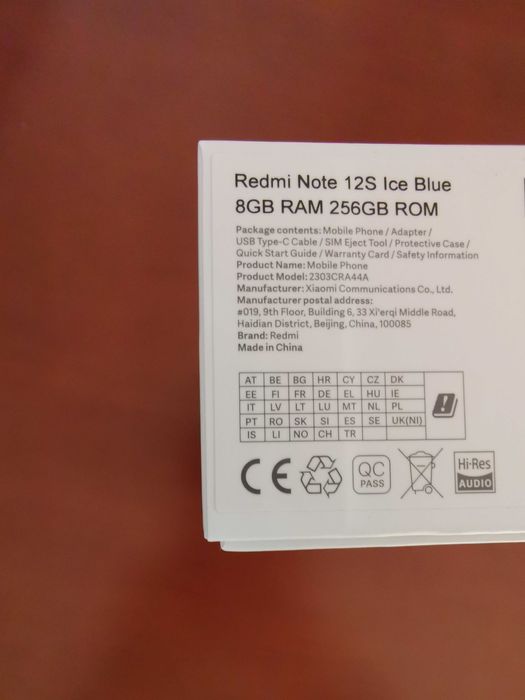 Redmi Note 12S Ice Blue
8GB RAM 256GB ROM
Package contents: Mobile Phone / Adapter /
USB Type-C Cable / SIM Eject Tool / Protective Case /
Quick Start Guide / Warranty Card / Safety Information
Product Name: Mobile Phone
Product Model: 2303CRA44A
Manufacturer: Xiaomi Communications Co., Ltd.
Manufacturer postal address:
#019, 9th Floor, Building 6, 33 Xi'erqi Middle Road,
Haidian District, Beijing, China, 100085
Brand: Redmi
Made in China
AT BE BG HR CY CZ DK
EE FI FR DE EL HU IE
IT LV LT LU MT NL PL
PT RO SK SI ES SE UK(NI)
IS LI NO CH TR
CE
QC
PASS
Hi-Res
AUDIO